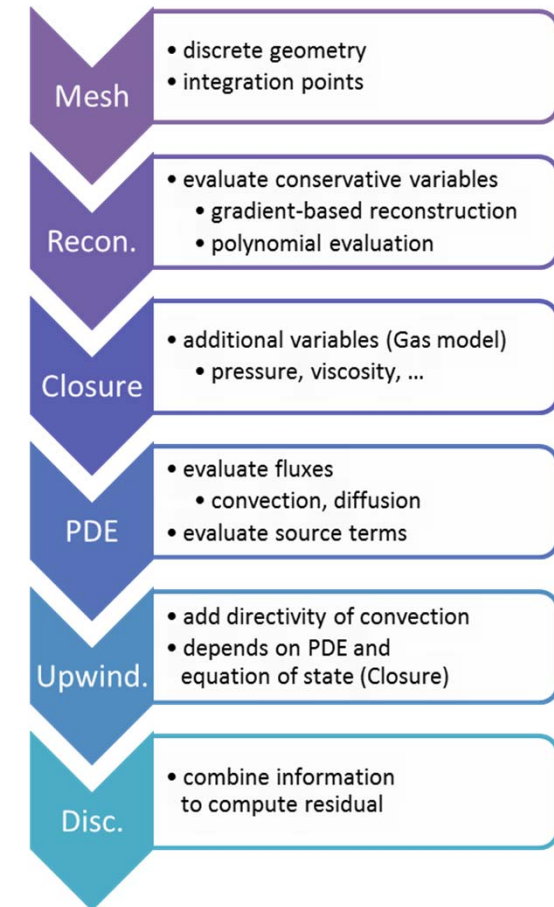 Mesh
• discrete geometry
• integration points
Recon.
• evaluate conservative variables
• gradient-based reconstruction
• polynomial evaluation
Closure
• additional variables (Gas model)
• pressure, viscosity, ...
PDE
• evaluate fluxes
• convection, diffusion
• evaluate source terms
Upwind.
• add directivity of convection
• depends on PDE and
equation of state (Closure)
Disc.
• combine information
to compute residual